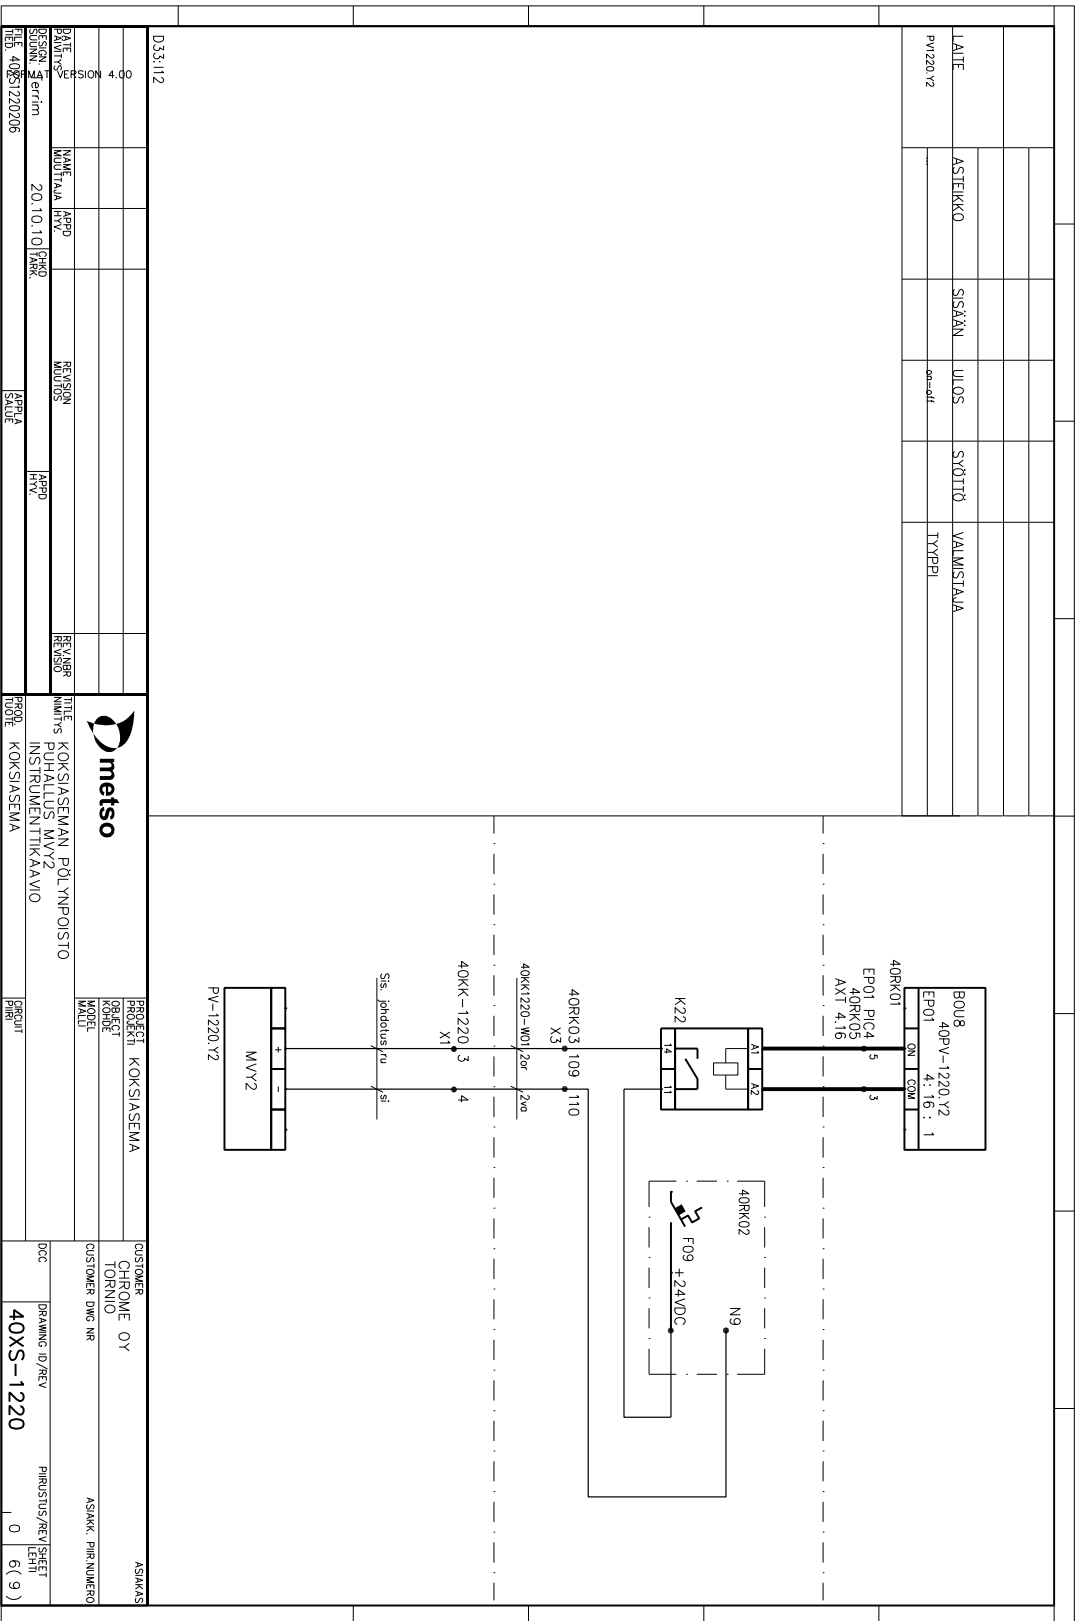 LAITE
ASTEIKKO
SISÄÄN
ULOS
SYÖTTÖ
VALMISTAJA
PV1220.Y2
...
on-off
TYYPPI
BOU8
40PV-1220.Y2
EP01 4: 16 : 1
ON
COM
40RK01
EP01 PIC4
5
3
40RK05
AXT 4.16
A1
A2
K22
14
11
40RK02
N9
F09
+24VDC
40RK03
109
110
X3
40KK1220-W01
2or
2va
40KK-1220
3
4
X1
Sis. johdotus
ru
si
+
-
MVY2
PV-1220.Y2
D33:I12
FORMAT VERSION 4.00
DATE
PÄIVITYS
NAME
MUUTTAJA
APPD
HYV.
REVISION
MUUTOS
REV.NBR
REVISIO
DESIGN.
SUUNN.
Jerrim
20.10.10
CHKD
TARK.
APPD
HYV.
FILE
TIED.
40XS1220206
APPLA
SALUE
metso
TITLE
NIMITYS
KOKSIASEMAN PÖLYNPOISTO
PUHALLUS MVY2
INSTRUMENTTIKAAVIO
PROD.
TUOTE
KOKSIASEMA
PROJECT
PROJEKTI
KOKSIASEMA
OBJECT
KOHDE
MODEL
MALLI
CIRCUIT
PIIRI
CUSTOMER
ASIAKAS
CHROME OY
TORNIO
CUSTOMER DWG NR
ASIAKK. PIIR.NUMERO
DCC
DRAWING ID/REV
PIIRUSTUS/REV
SHEET
LEHTI
40XS-1220
0
6( 9 )